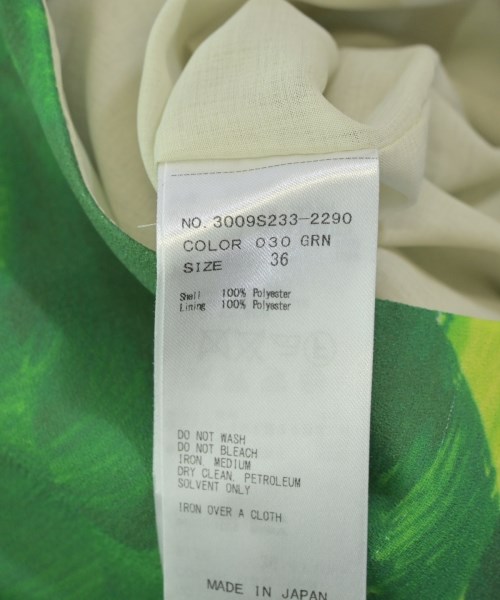 NO. 3009S233-2290
COLOR 030 GRN
SIZE 36
Shell 100% Polyester
Lining 100% Polyester
DO NOT WASH
DO NOT BLEACH
IRON, MEDIUM
DRY CLEAN, PETROLEUM
SOLVENT ONLY
IRON OVER A CLOTH
MADE IN JAPAN